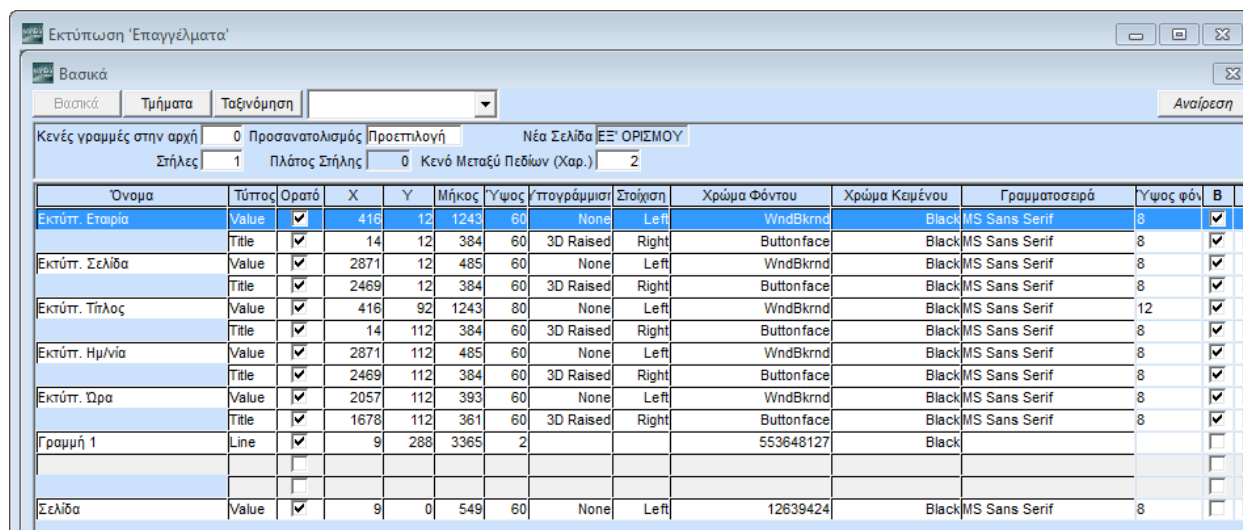 Εκτύπωση 'Επαγγέλματα'
Βασικά
Βασικά Τμήματα Ταξινόμηση Αναίρεση
Κενές γραμμές στην αρχή 0 Προσανατολισμός Προεπιλογή Νέα Σελίδα ΕΞ' ΟΡΙΣΜΟΥ
Στήλες 1 Πλάτος Στήλης 0 Κενό Μεταξύ Πεδίων (Χαρ.) 2
Όνομα Τύπος Ορατό X Y Μήκος Ύψος Υπογράμμιση Στοίχιση Χρώμα Φόντου Χρώμα Κειμένου Γραμματοσειρά Ύψος φόν B
Εκτύπ. Εταιρία Value 416 12 1243 60 None Left WndBkrnd Black MS Sans Serif 8
Title 14 12 384 60 3D Raised Right Buttonface Black MS Sans Serif 8
Εκτύπ. Σελίδα Value 2871 12 485 60 None Left WndBkrnd Black MS Sans Serif 8
Title 2469 12 384 60 3D Raised Right Buttonface Black MS Sans Serif 8
Εκτύπ. Τίτλος Value 416 92 1243 80 None Left WndBkrnd Black MS Sans Serif 12
Title 14 112 384 60 3D Raised Right Buttonface Black MS Sans Serif 8
Εκτύπ. Ημ/νία Value 2871 112 485 60 None Left WndBkrnd Black MS Sans Serif 8
Title 2469 112 384 60 3D Raised Right Buttonface Black MS Sans Serif 8
Εκτύπ. Ώρα Value 2057 112 393 60 None Left WndBkrnd Black MS Sans Serif 8
Title 1678 112 361 60 3D Raised Right Buttonface Black MS Sans Serif 8
Γραμμή 1 Line 9 288 3365 2 553648127 Black
Σελίδα Value 9 0 549 60 None Left 12639424 Black MS Sans Serif 8